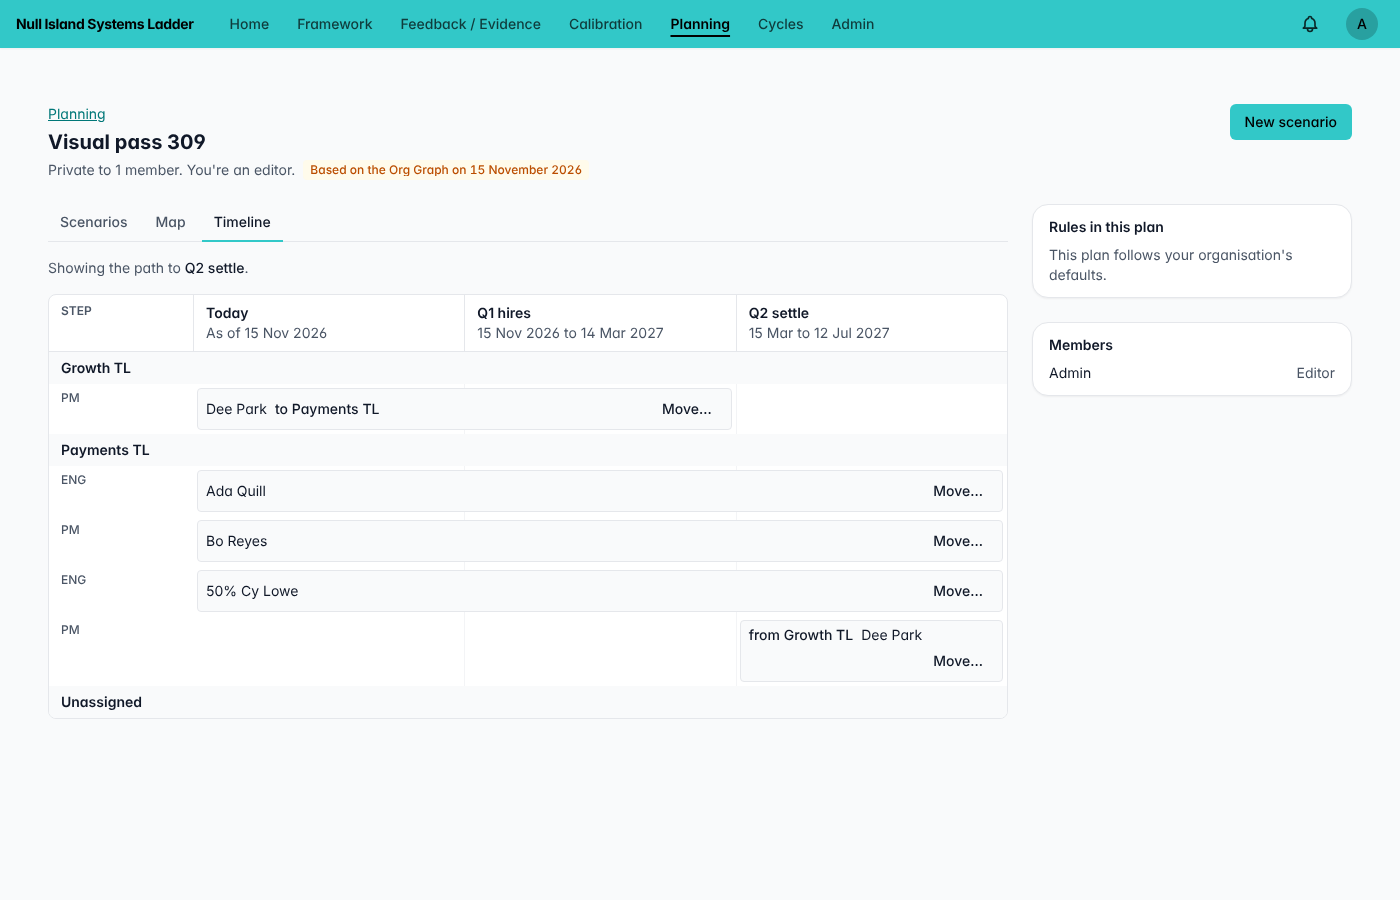 Null Island Systems Ladder Home Framework Feedback / Evidence Calibration Planning Cycles Admin A
Planning
New scenario
Visual pass 309
Private to 1 member. You're an editor. Based on the Org Graph on 15 November 2026
Scenarios Map Timeline
Showing the path to Q2 settle.
STEP Today Q1 hires Q2 settle
As of 15 Nov 2026 15 Nov 2026 to 14 Mar 2027 15 Mar to 12 Jul 2027
Growth TL
PM Dee Park to Payments TL Move...
Payments TL
ENG Ada Quill Move...
PM Bo Reyes Move...
ENG 50% Cy Lowe Move...
PM from Growth TL Dee Park
Move...
Unassigned
Rules in this plan
This plan follows your organisation's
defaults.
Members
Admin Editor